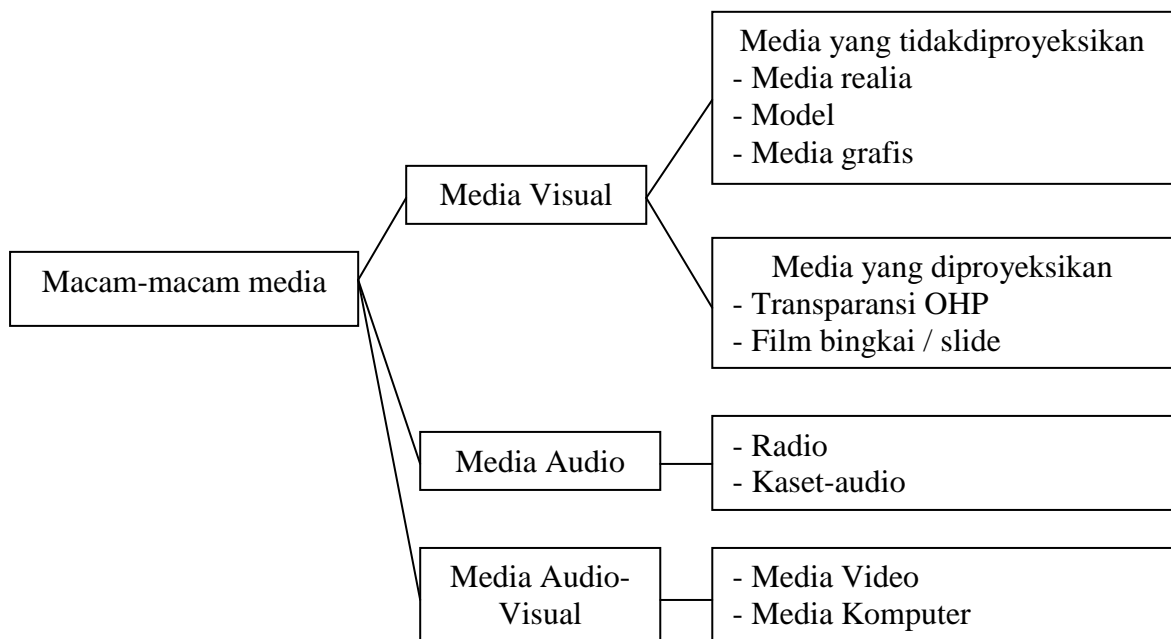 Macam-macam media
Media Visual
Media yang tidakdiproyeksikan
- Media realia
- Model
- Media grafis
Media yang diproyeksikan
- Transparansi OHP
- Film bingkai / slide
Media Audio
- Radio
- Kaset-audio
Media Audio-
Visual
- Media Video
- Media Komputer